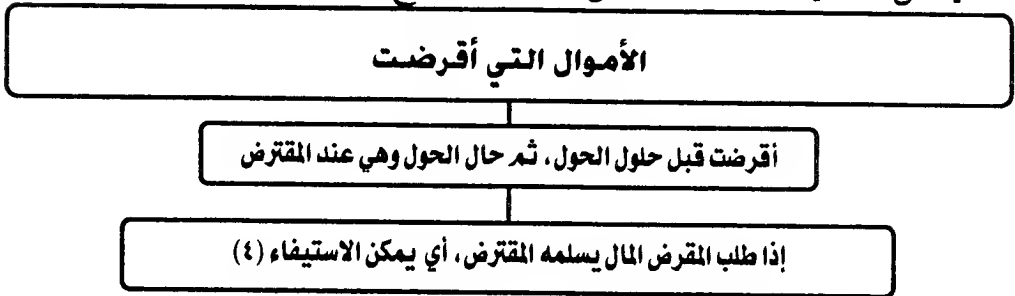 الأموال التي أقرضت
أقرضت قبل حلول الحول، ثم حال الحول وهي عند المقترض
إذا طلب المقرض المال يسلمه المقترض، أي يمكن الاستيفاء (٤)